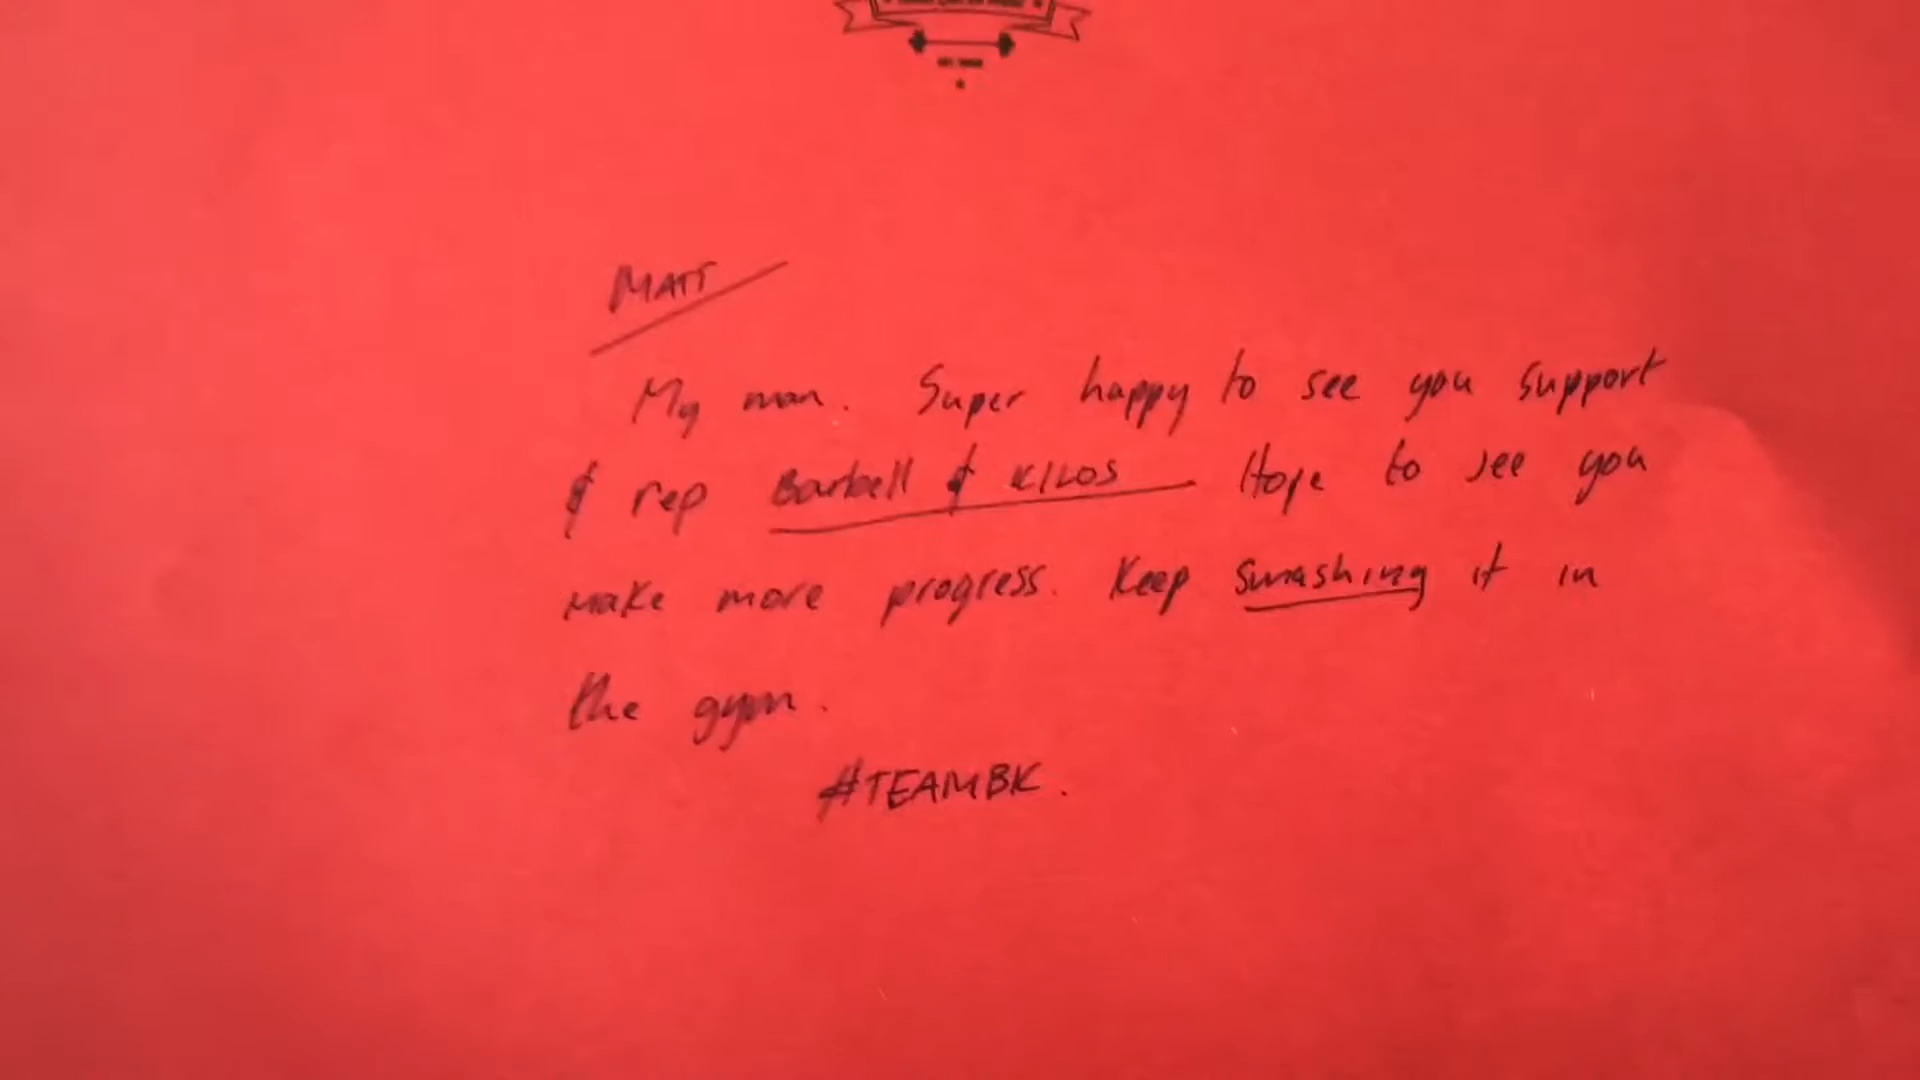 MATT
My man. Super happy to see you support
& rep Barbell & KILOS Hope to see you
make more progress. Keep smashing it in
the gym.
#TEAMBK.